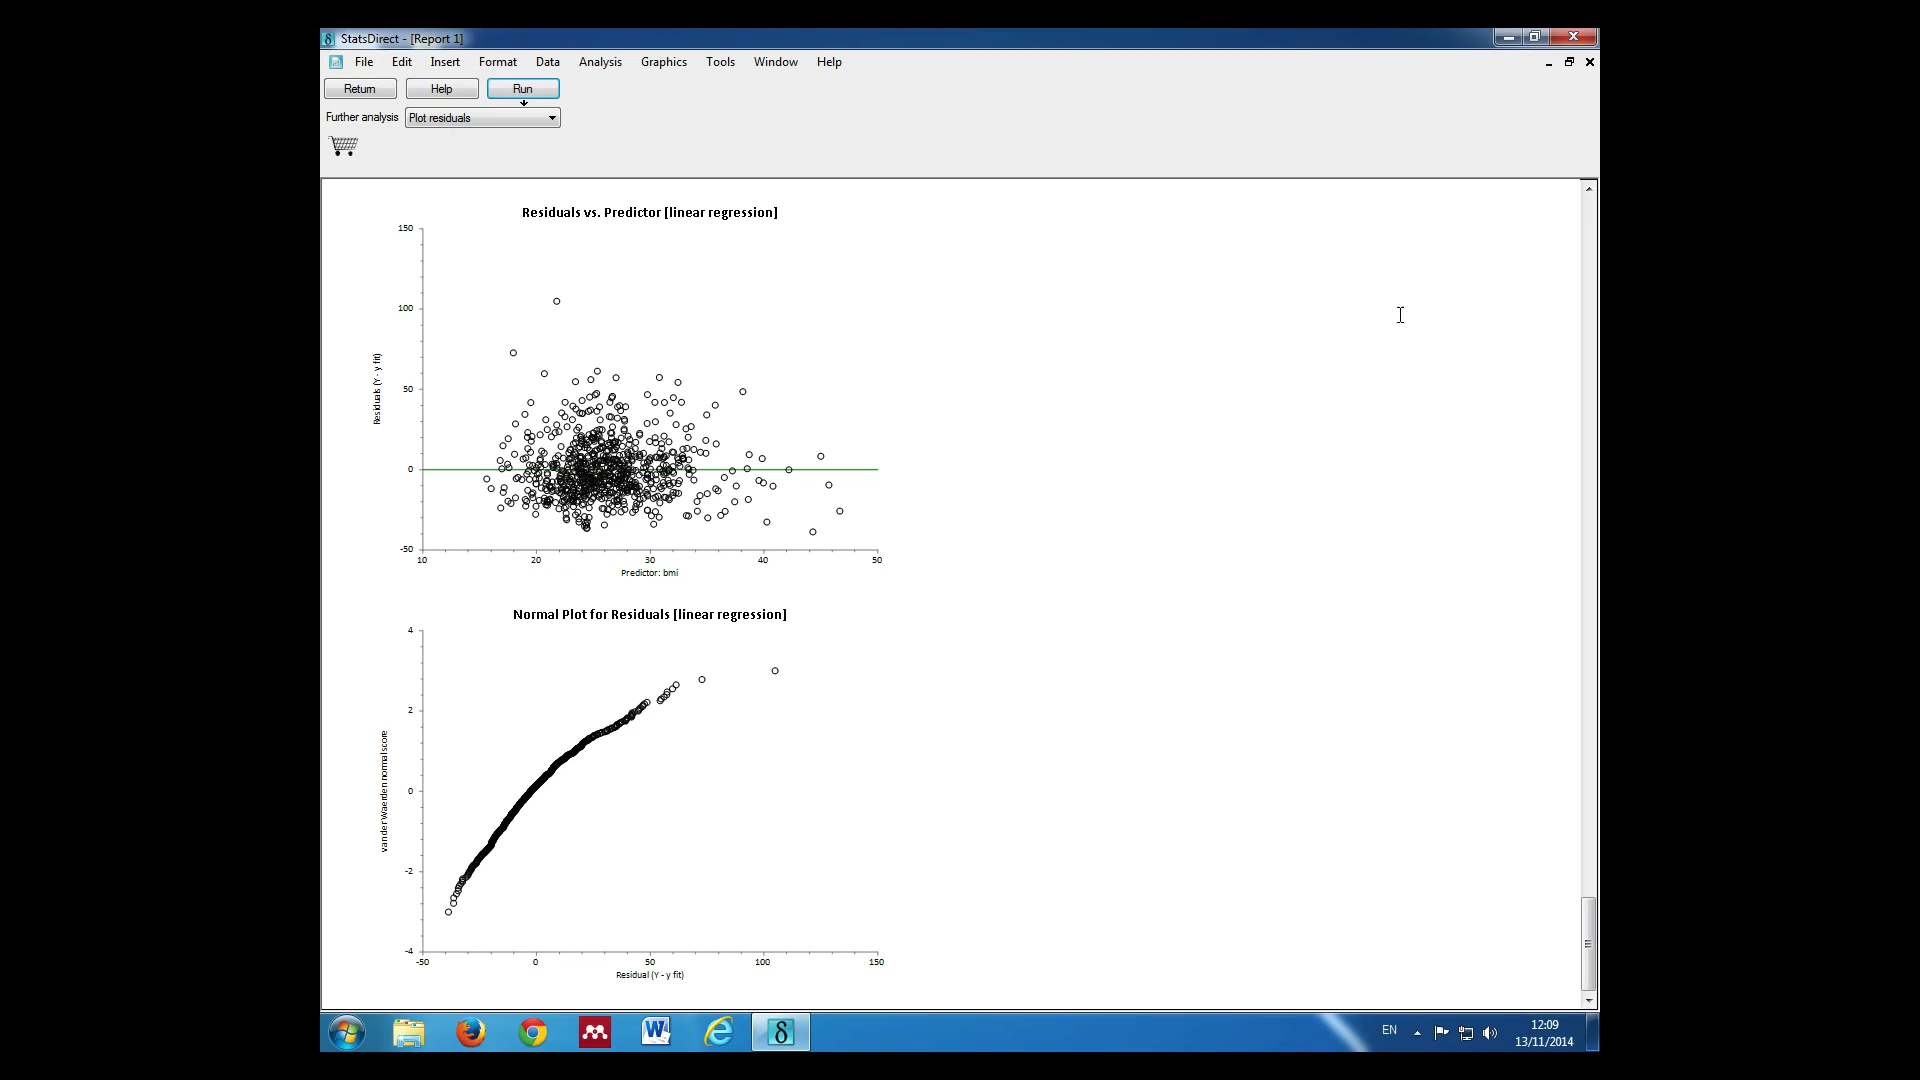 StatsDirect - [Report 1]
File Edit Insert Format Data Analysis Graphics Tools Window Help
Return Help Run
Further analysis Plot residuals
Residuals vs. Predictor [linear regression]
150
100
50
0
-50
Residuals (Y - y fit)
10 20 30 40 50
Predictor: bmi
Normal Plot for Residuals [linear regression]
4
2
0
-2
-4
van der Waerden normal score
-50 0 50 100 150
Residual (Y - y fit)
W
δ
EN
12:09
13/11/2014